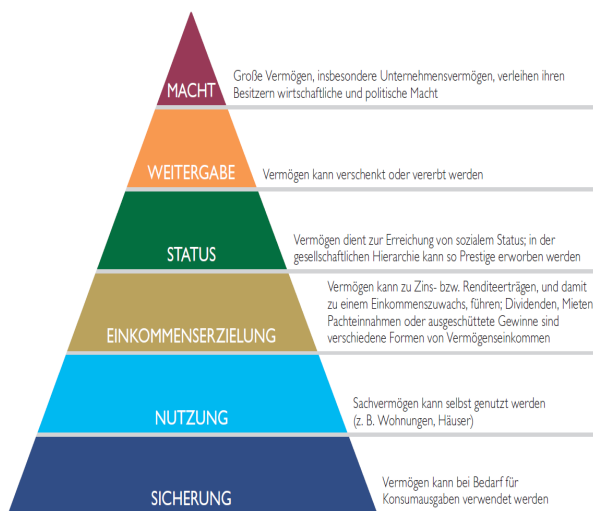 MACHT
Große Vermögen, insbesondere Unternehmensvermögen, verleihen ihren
Besitzern wirtschaftliche und politische Macht
WEITERGABE
Vermögen kann verschenkt oder vererbt werden
STATUS
Vermögen dient zur Erreichung von sozialem Status; in der
gesellschaftlichen Hierarchie kann so Prestige erworben werden
EINKOMMENSERZIELUNG
Vermögen kann zu Zins- bzw. Renditeerträgen, und damit
zu einem Einkommenszuwachs, führen; Dividenden, Mieten
Pachteinnahmen oder ausgeschüttete Gewinne sind
verschiedene Formen von Vermögenseinkommen
NUTZUNG
Sachvermögen kann selbst genutzt werden
(z. B. Wohnungen, Häuser)
SICHERUNG
Vermögen kann bei Bedarf für
Konsumausgaben verwendet werden